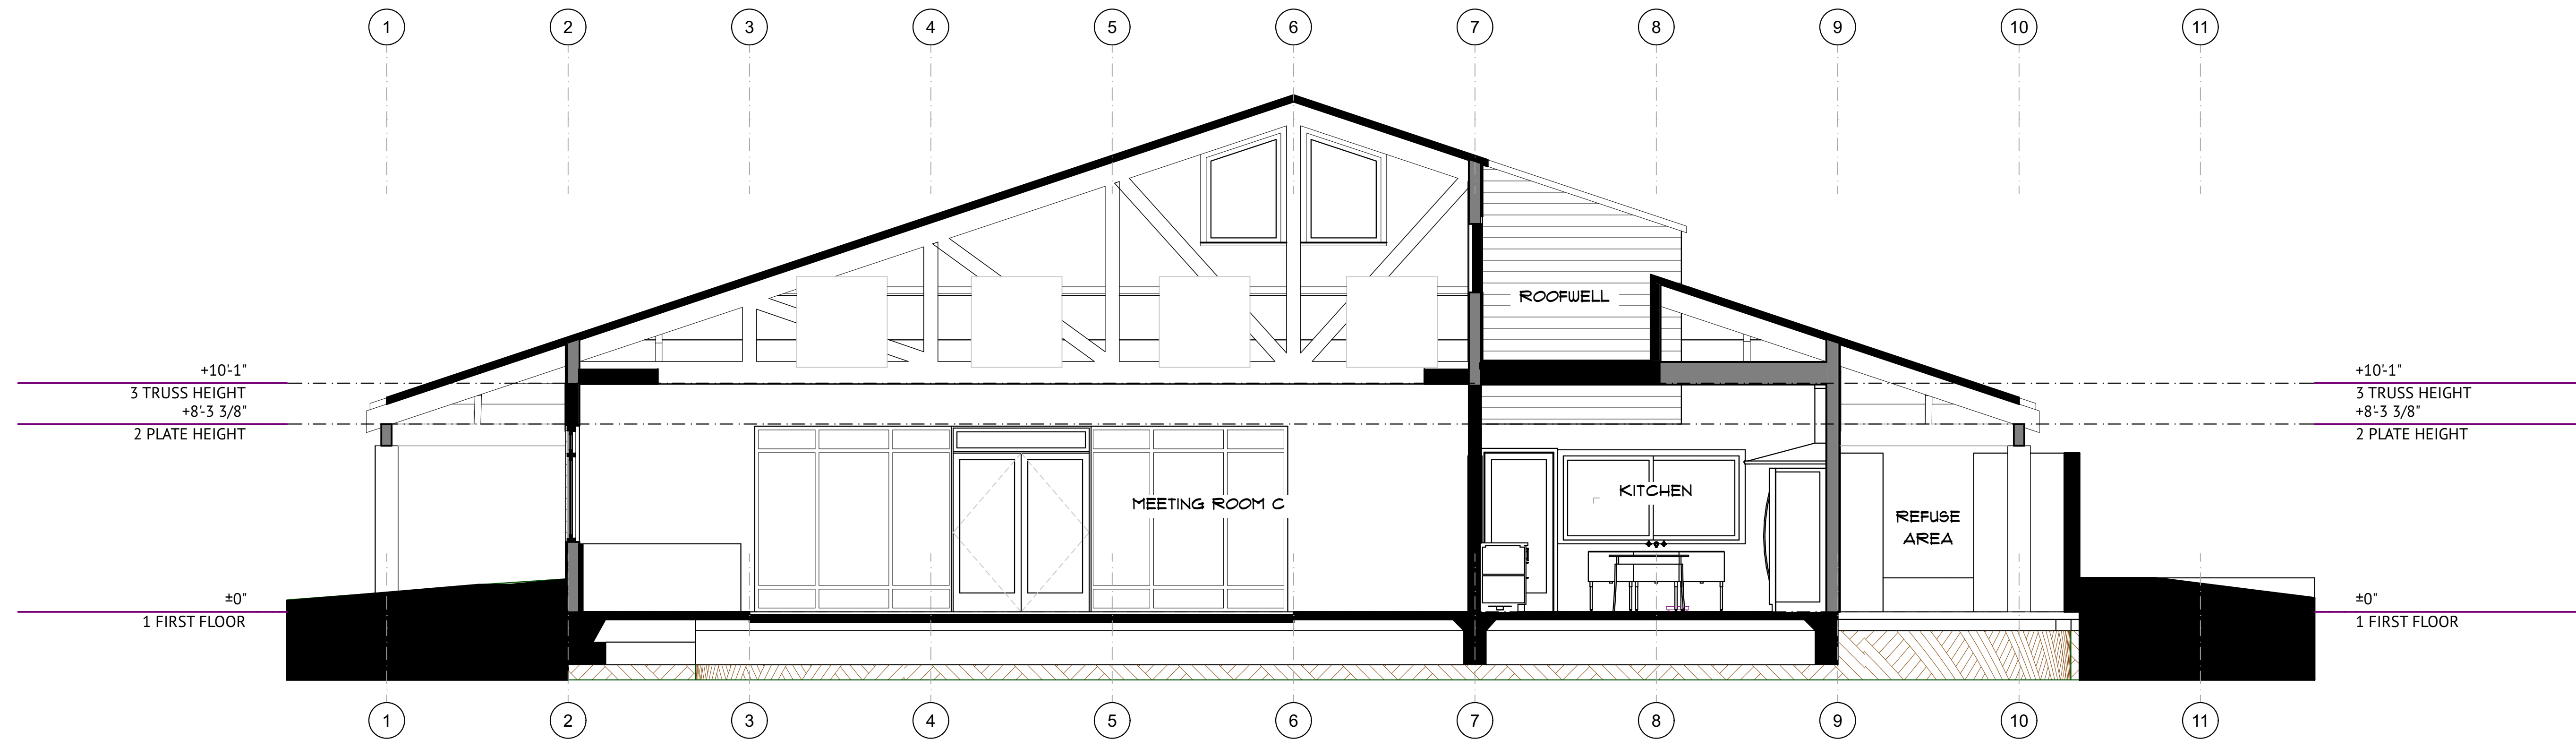 1 2 3 4 5 6 7 8 9 10 11
ROOFWELL
+10'-1"
3 TRUSS HEIGHT
+8'-3 3/8"
2 PLATE HEIGHT
+10'-1"
3 TRUSS HEIGHT
+8'-3 3/8"
2 PLATE HEIGHT
MEETING ROOM C
KITCHEN
REFUSE
AREA
±0"
1 FIRST FLOOR
±0"
1 FIRST FLOOR
1 2 3 4 5 6 7 8 9 10 11